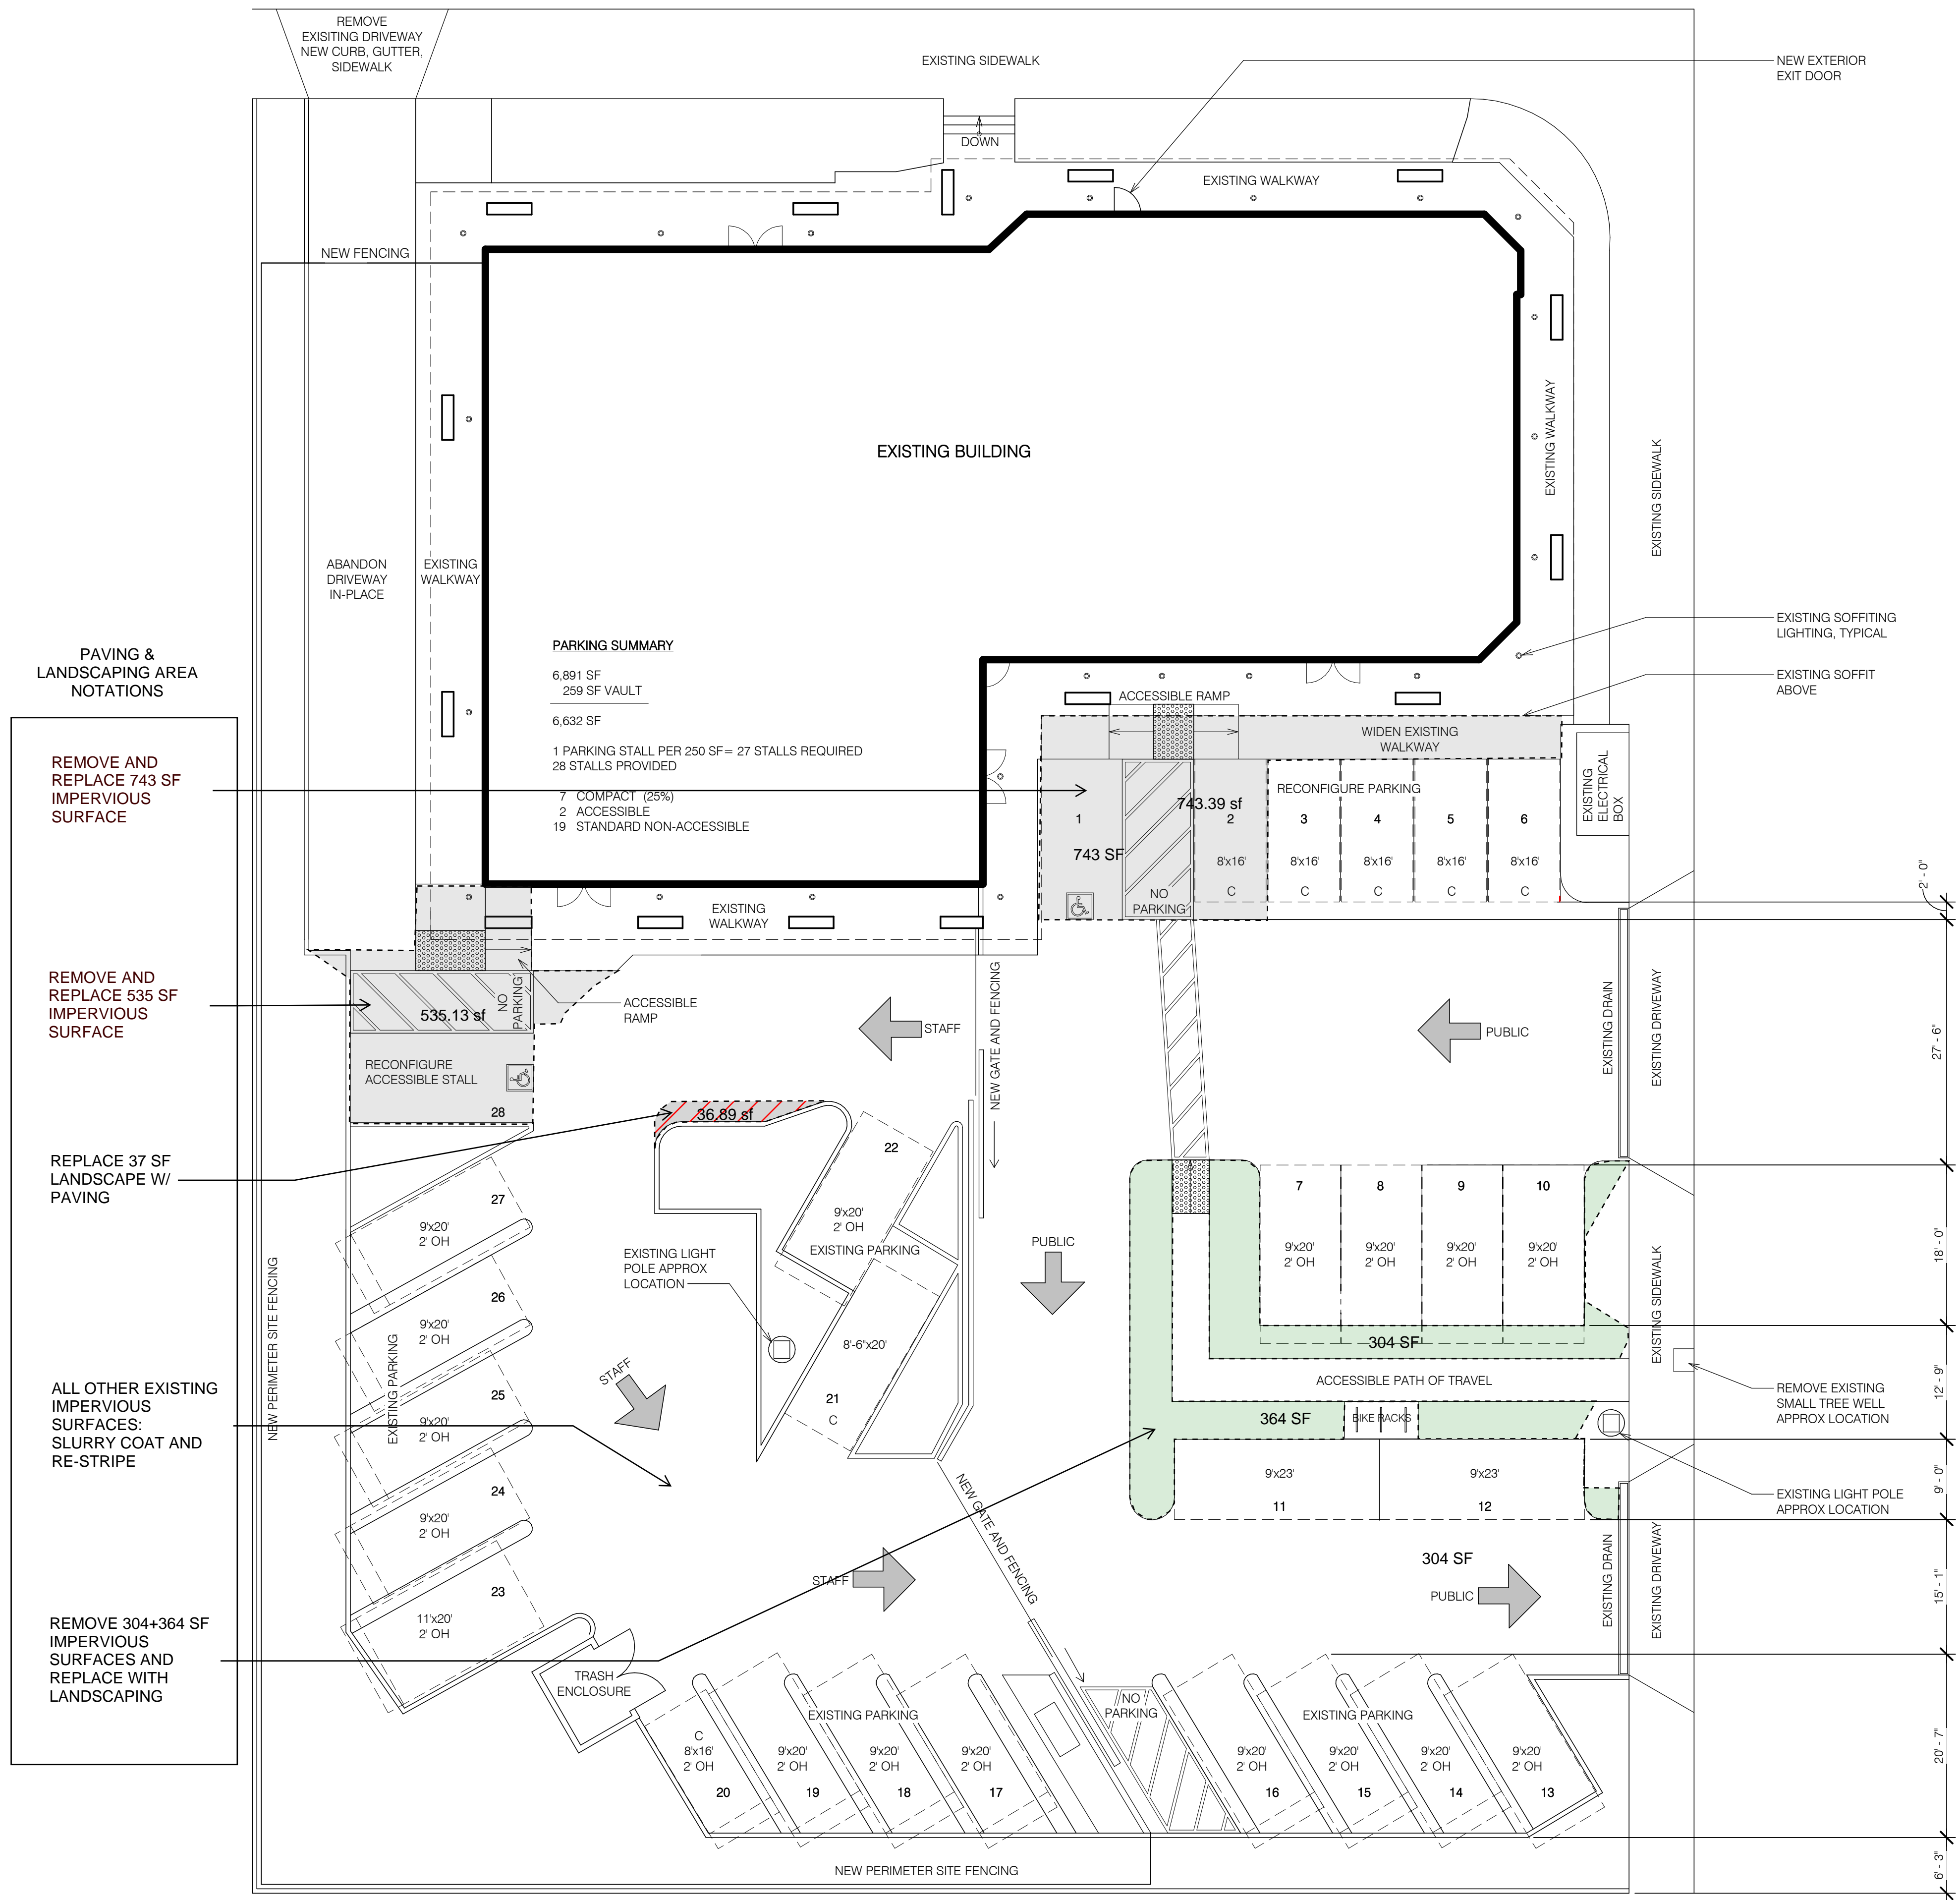 REMOVE
EXISITING DRIVEWAY
NEW CURB, GUTTER,
SIDEWALK
EXISTING SIDEWALK
NEW EXTERIOR
EXIT DOOR
DOWN
EXISTING WALKWAY
NEW FENCING
EXISTING BUILDING
EXISTING WALKWAY
EXISTING SIDEWALK
ABANDON
DRIVEWAY
IN-PLACE
EXISTING
WALKWAY
EXISTING SOFFITING
LIGHTING, TYPICAL
EXISTING SOFFIT
ABOVE
PARKING SUMMARY
6,891 SF
259 SF VAULT
6,632 SF
1 PARKING STALL PER 250 SF= 27 STALLS REQUIRED
28 STALLS PROVIDED
7 COMPACT (25%)
2 ACCESSIBLE
19 STANDARD NON-ACCESSIBLE
PAVING &
LANDSCAPING AREA
NOTATIONS
REMOVE AND
REPLACE 743 SF
IMPERVIOUS
SURFACE
REMOVE AND
REPLACE 535 SF
IMPERVIOUS
SURFACE
REPLACE 37 SF
LANDSCAPE W/
PAVING
ALL OTHER EXISTING
IMPERVIOUS
SURFACES:
SLURRY COAT AND
RE-STRIPE
REMOVE 304+364 SF
IMPERVIOUS
SURFACES AND
REPLACE WITH
LANDSCAPING
ACCESSIBLE RAMP
WIDEN EXISTING
WALKWAY
RECONFIGURE PARKING
EXISTING
ELECTRICAL
BOX
743.39 sf
1
2
3
4
5
6
743 SF
8'x16'
8'x16'
8'x16'
8'x16'
8'x16'
C
C
C
C
C
NO
PARKING
EXISTING
WALKWAY
2' - 0"
NO
PARKING
535.13 sf
ACCESSIBLE
RAMP
RECONFIGURE
ACCESSIBLE STALL
28
STAFF
NEW GATE AND FENCING
PUBLIC
EXISTING DRAIN
EXISTING DRIVEWAY
27' - 6"
36.89 sf
22
9'x20'
2' OH
EXISTING PARKING
27
9'x20'
2' OH
26
9'x20'
2' OH
25
9'x20'
2' OH
24
9'x20'
2' OH
23
11'x20'
2' OH
EXISTING PARKING
NEW PERIMETER SITE FENCING
EXISTING LIGHT
POLE APPROX
LOCATION
8'-6"x20'
21
C
STAFF
PUBLIC
7
8
9
10
9'x20'
2' OH
9'x20'
2' OH
9'x20'
2' OH
9'x20'
2' OH
304 SF
EXISTING SIDEWALK
18' - 0"
ACCESSIBLE PATH OF TRAVEL
12' - 9"
REMOVE EXISTING
SMALL TREE WELL
APPROX LOCATION
364 SF
BIKE RACKS
9'x23'
9'x23'
11
12
9' - 0"
EXISTING LIGHT POLE
APPROX LOCATION
NEW GATE AND FENCING
304 SF
STAFF
PUBLIC
EXISTING DRAIN
EXISTING DRIVEWAY
15' - 1"
TRASH
ENCLOSURE
EXISTING PARKING
C
8'x16'
2' OH
20
9'x20'
2' OH
19
9'x20'
2' OH
18
9'x20'
2' OH
17
NO
PARKING
EXISTING PARKING
9'x20'
2' OH
16
9'x20'
2' OH
15
9'x20'
2' OH
14
9'x20'
2' OH
13
20' - 7"
NEW PERIMETER SITE FENCING
6' - 3"